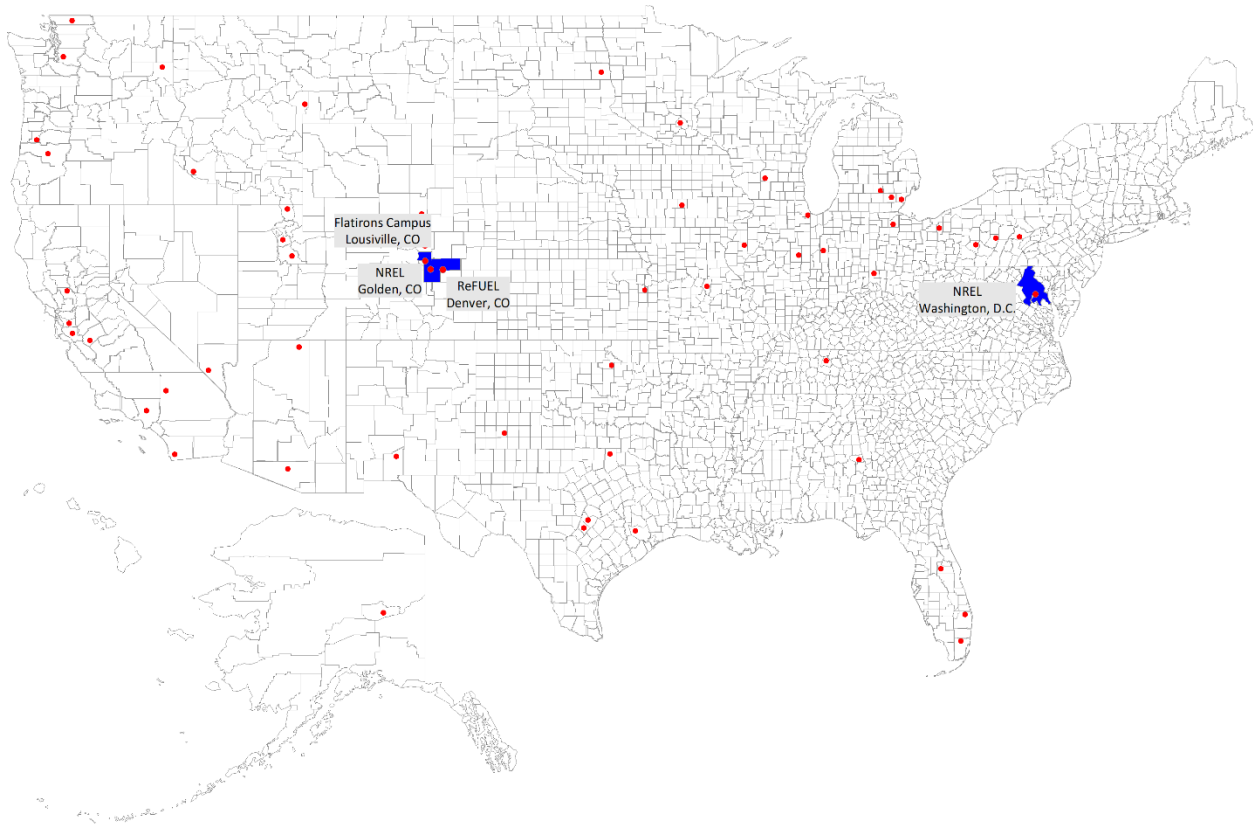 Flatirons Campus
Lousiville, CO
NREL
Golden, CO
ReFUEL
Denver, CO
NREL
Washington, D.C.